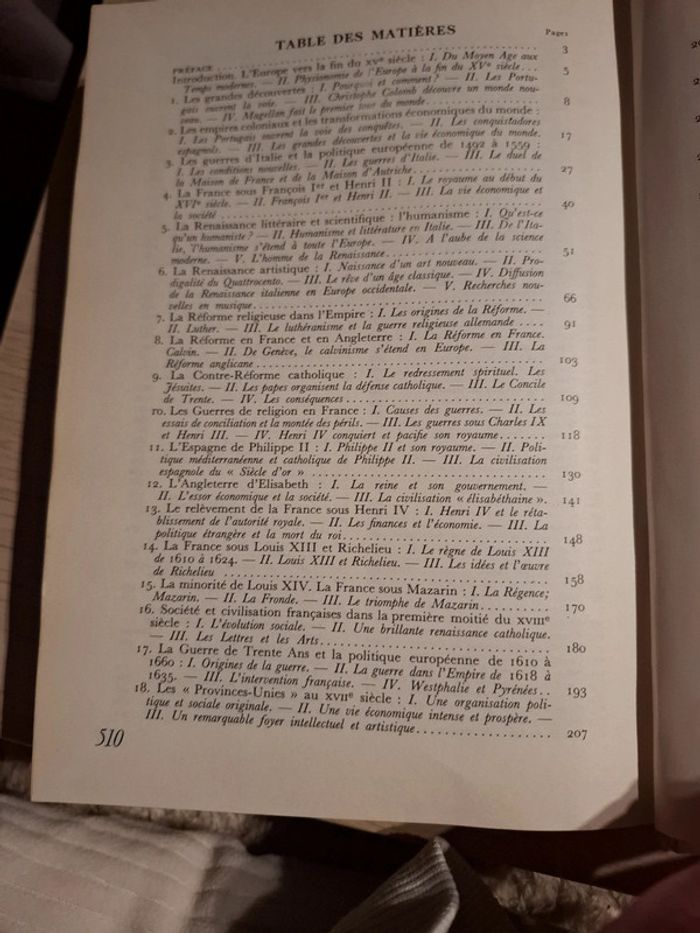 TABLE DES MATIÈRES
Pages
PRÉFACE . . . 3
Introduction. L'Europe vers la fin du XVe siècle : I. Du Moyen Age aux
Temps modernes. — II. Physionomie de l'Europe à la fin du XVe siècle . . . 5
1. Les grandes découvertes : I. Pourquoi et comment ? — II. Les Portu-
gais ouvrent la voie. — III. Christophe Colomb découvre un monde nou-
veau. — IV. Magellan fait le premier tour du monde . . . 8
2. Les empires coloniaux et les transformations économiques du monde :
I. Les Portugais ouvrent la voie des conquêtes. — II. Les conquistadores
espagnols. — III. Les grandes découvertes et la vie économique du monde. 17
3. Les guerres d'Italie et la politique européenne de 1492 à 1559 :
I. Les conditions nouvelles. — II. Les guerres d'Italie. — III. Le duel de
la Maison de France et de la Maison d'Autriche . . . 27
4. La France sous François Ier et Henri II : I. Le royaume au début du
XVIe siècle. — II. François Ier et Henri II. — III. La vie économique et
la société . . . 40
5. La Renaissance littéraire et scientifique : l'humanisme : I. Qu'est-ce
qu'un humaniste ? — II. Humanisme et littérature en Italie. — III. De l'Ita-
lie, l'humanisme s'étend à toute l'Europe. — IV. A l'aube de la science
moderne. — V. L'homme de la Renaissance . . . 51
6. La Renaissance artistique : I. Naissance d'un art nouveau. — II. Pro-
digalité du Quattrocento. — III. Le rêve d'un âge classique. — IV. Diffusion
de la Renaissance italienne en Europe occidentale. — V. Recherches nou-
velles en musique . . . 66
7. La Réforme religieuse dans l'Empire : I. Les origines de la Réforme. —
II. Luther. — III. Le luthéranisme et la guerre religieuse allemande . . . 91
8. La Réforme en France et en Angleterre : I. La Réforme en France.
Calvin. — II. De Genève, le calvinisme s'étend en Europe. — III. La
Réforme anglicane . . . 103
9. La Contre-Réforme catholique : I. Le redressement spirituel. Les
Jésuites. — II. Les papes organisent la défense catholique. — III. Le Concile
de Trente. — IV. Les conséquences . . . 109
10. Les Guerres de religion en France : I. Causes des guerres. — II. Les
essais de conciliation et la montée des périls. — III. Les guerres sous Charles IX
et Henri III. — IV. Henri IV conquiert et pacifie son royaume . . . 118
11. L'Espagne de Philippe II : I. Philippe II et son royaume. — II. Poli-
tique méditerranéenne et catholique de Philippe II. — III. La civilisation
espagnole du « Siècle d'or » . . . 130
12. L'Angleterre d'Elisabeth : I. La reine et son gouvernement. —
II. L'essor économique et la société. — III. La civilisation « élisabéthaine ». 141
13. Le relèvement de la France sous Henri IV : I. Henri IV et le réta-
blissement de l'autorité royale. — II. Les finances et l'économie. — III. La
politique étrangère et la mort du roi . . . 148
14. La France sous Louis XIII et Richelieu : I. Le règne de Louis XIII
de 1610 à 1624. — II. Louis XIII et Richelieu. — III. Les idées et l'œuvre
de Richelieu . . . 158
15. La minorité de Louis XIV. La France sous Mazarin : I. La Régence;
Mazarin. — II. La Fronde. — III. Le triomphe de Mazarin . . . 170
16. Société et civilisation françaises dans la première moitié du XVIIe
siècle : I. L'évolution sociale. — II. Une brillante renaissance catholique.
— III. Les Lettres et les Arts . . . 180
17. La Guerre de Trente Ans et la politique européenne de 1610 à
1660 : I. Origines de la guerre. — II. La guerre dans l'Empire de 1618 à
1635. — III. L'intervention française. — IV. Westphalie et Pyrénées . . 193
18. Les « Provinces-Unies » au XVIIe siècle : I. Une organisation poli-
tique et sociale originale. — II. Une vie économique intense et prospère. —
III. Un remarquable foyer intellectuel et artistique . . . 207
510